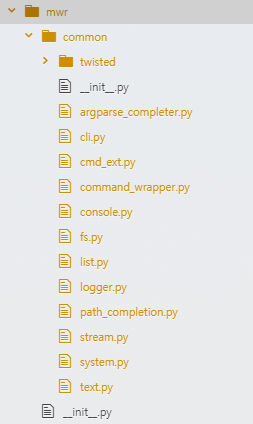 mwr
common
twisted
__init__.py
argparse_completer.py
cli.py
cmd_ext.py
command_wrapper.py
console.py
fs.py
list.py
logger.py
path_completion.py
stream.py
system.py
text.py
__init__.py